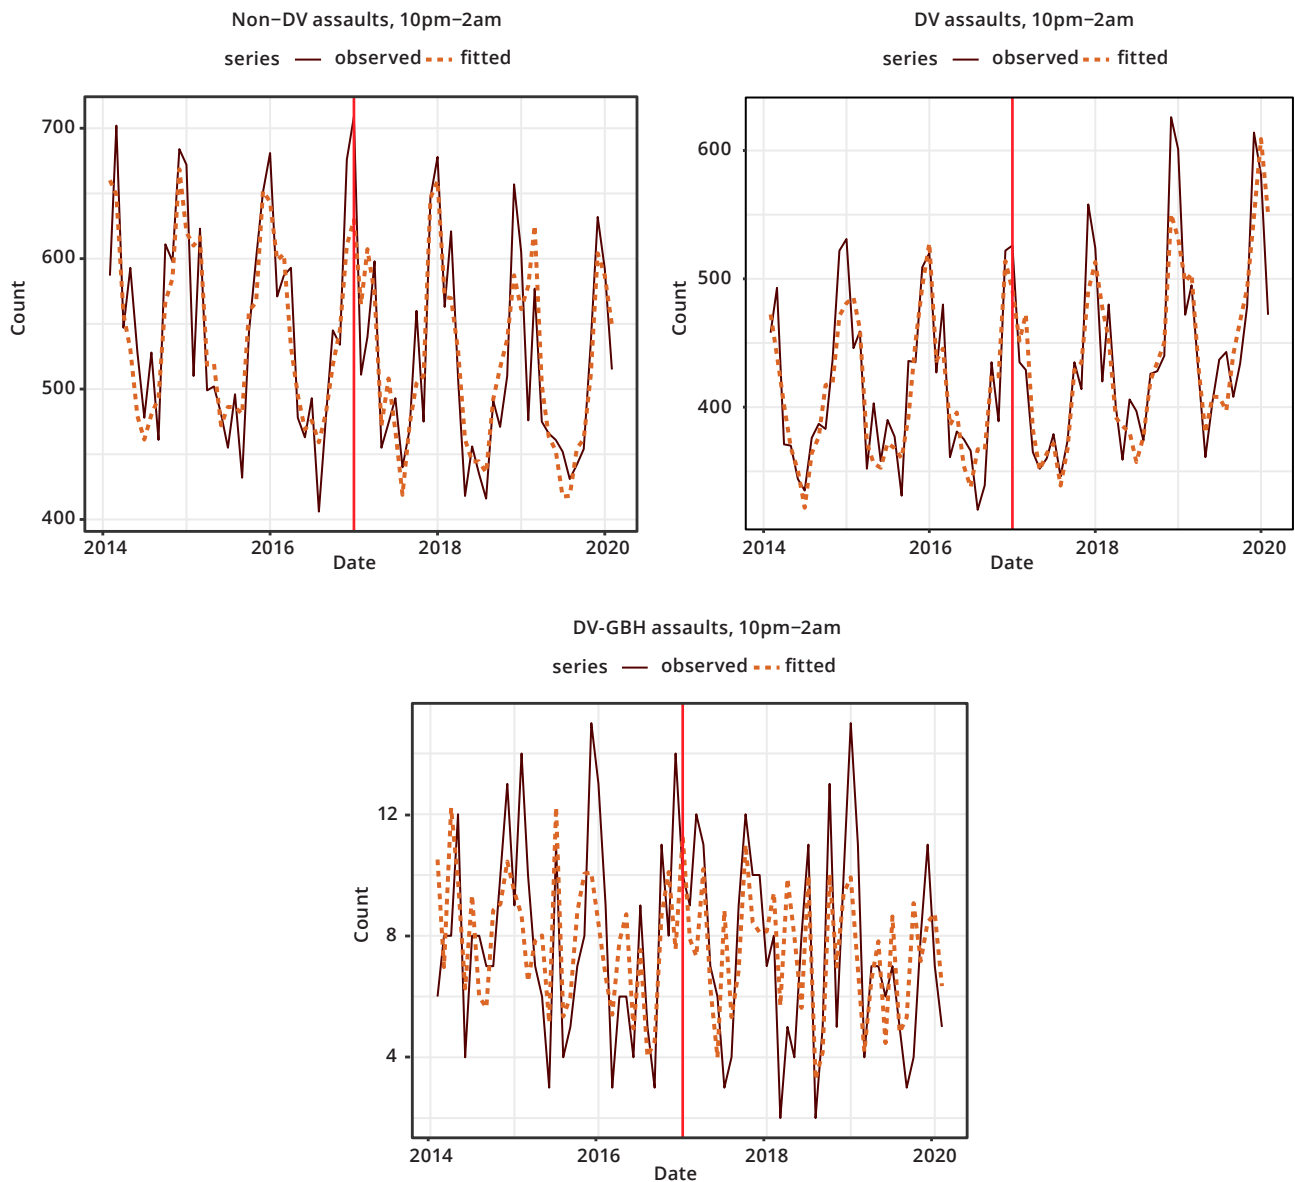 Non−DV assaults, 10pm−2am
series observed fitted
700
600
500
400
Count
2014 2016 2018 2020
Date
DV assaults, 10pm−2am
series observed fitted
600
500
400
Count
2014 2016 2018 2020
Date
DV-GBH assaults, 10pm−2am
series observed fitted
12
8
4
Count
2014 2016 2018 2020
Date